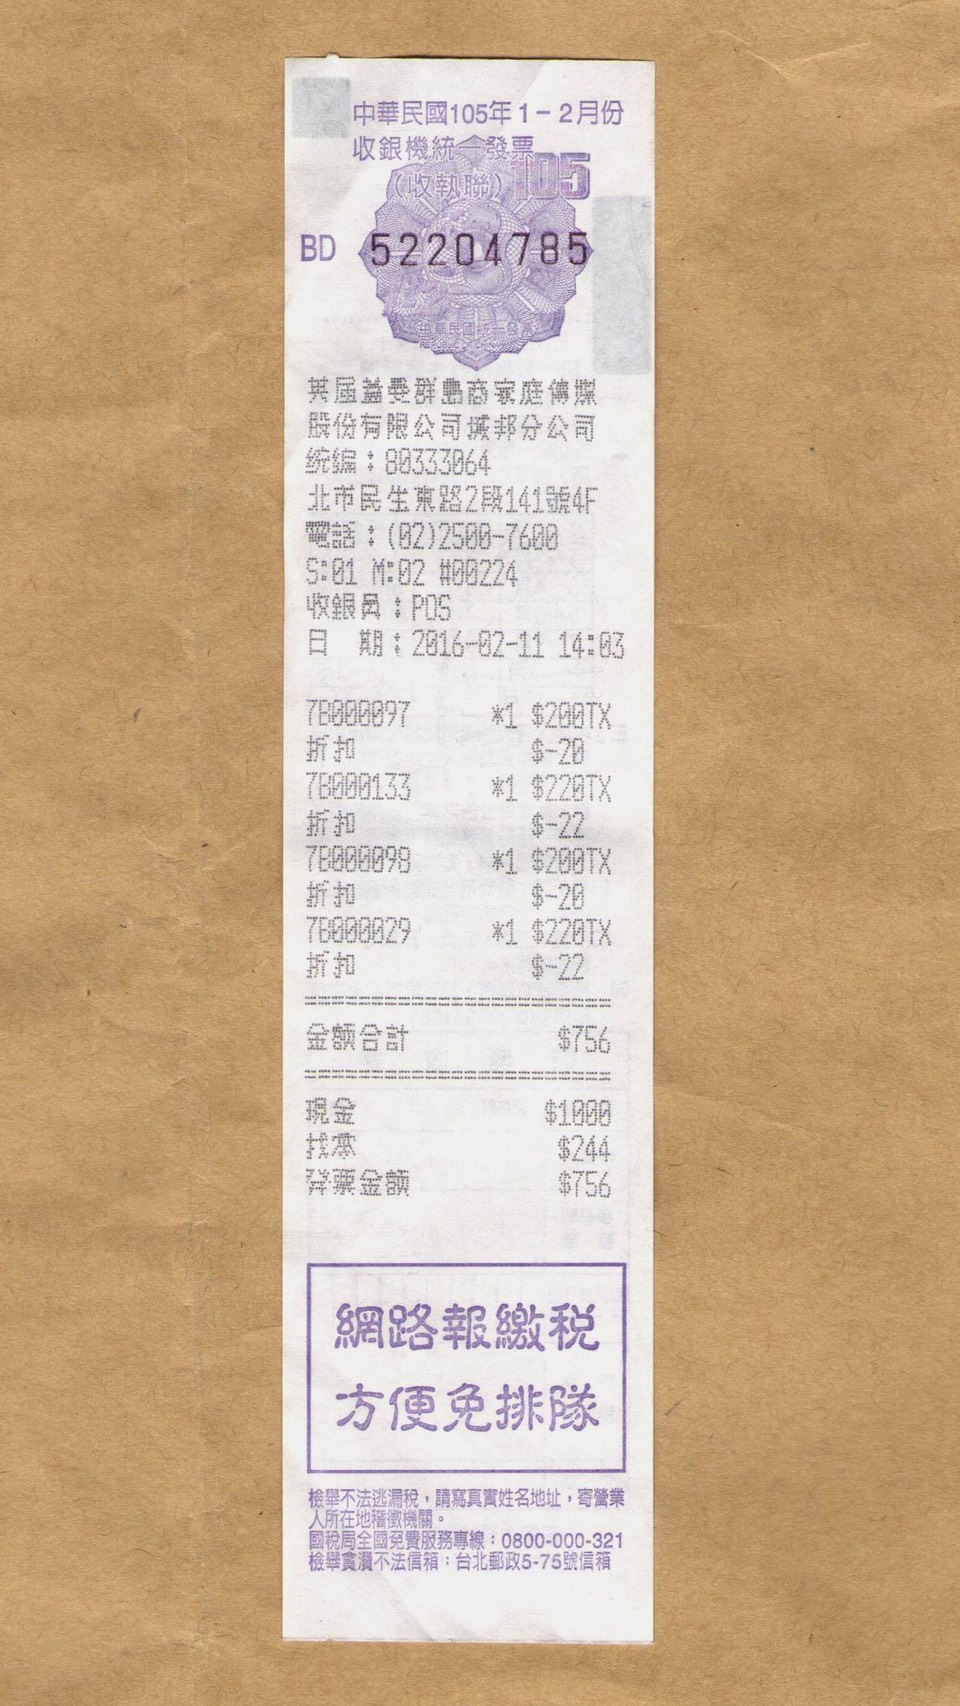 中華民國105年1-2月份
收銀機統一發票
(收執聯)
105
BD 52204785
中華民國統一發票
REPUBLIC OF CHINA
英屬蓋曼群島商家庭傳媒
股份有限公司城邦分公司
統編:80333064
北市民生東路2段141號4F
電話:(02)2500-7600
S:01 M:02 #00224
收銀員:POS
日 期:2016-02-11 14:03
7B000097 *1 $200TX
折扣 $-20
7B000133 *1 $220TX
折扣 $-22
7B000098 *1 $200TX
折扣 $-20
7B000029 *1 $220TX
折扣 $-22
金額合計 $756
現金 $1000
找零 $244
發票金額 $756
網路報繳稅
方便免排隊
檢舉不法逃漏稅,請寫真實姓名地址,寄營業
人所在地稽徵機關。
國稅局全國免費服務專線:0800-000-321
檢舉貪瀆不法信箱:台北郵政5-75號信箱